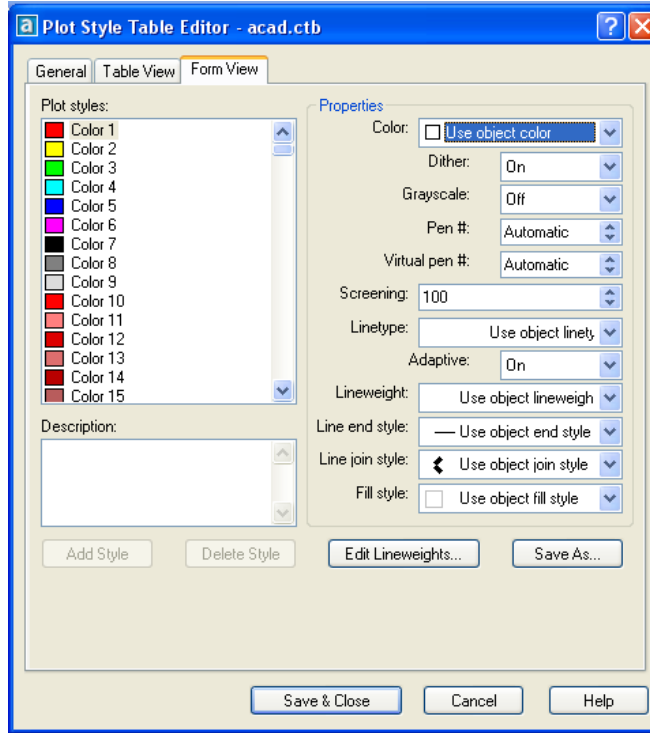 Plot Style Table Editor - acad.ctb
General
Table View
Form View
Plot styles:
Color 1
Color 2
Color 3
Color 4
Color 5
Color 6
Color 7
Color 8
Color 9
Color 10
Color 11
Color 12
Color 13
Color 14
Color 15
Description:
Add Style
Delete Style
Properties
Color: Use object color
Dither: On
Grayscale: Off
Pen #: Automatic
Virtual pen #: Automatic
Screening: 100
Linetype: Use object linety
Adaptive: On
Lineweight: Use object lineweigh
Line end style: Use object end style
Line join style: Use object join style
Fill style: Use object fill style
Edit Lineweights...
Save As...
Save & Close
Cancel
Help